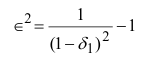 ∈² = 1 / (1 − δ₁)² − 1